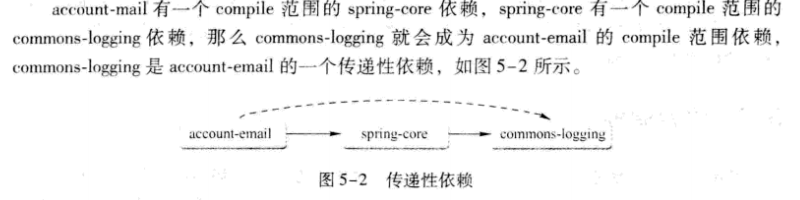 account-mail 有一个 compile 范围的 spring-core 依赖，spring-core 有一个 compile 范围的
commons-logging 依赖，那么 commons-logging 就会成为 account-email 的 compile 范围依赖，
commons-logging 是 account-email 的一个传递性依赖，如图 5-2 所示。
account-email spring-core commons-logging
图 5-2 传递性依赖